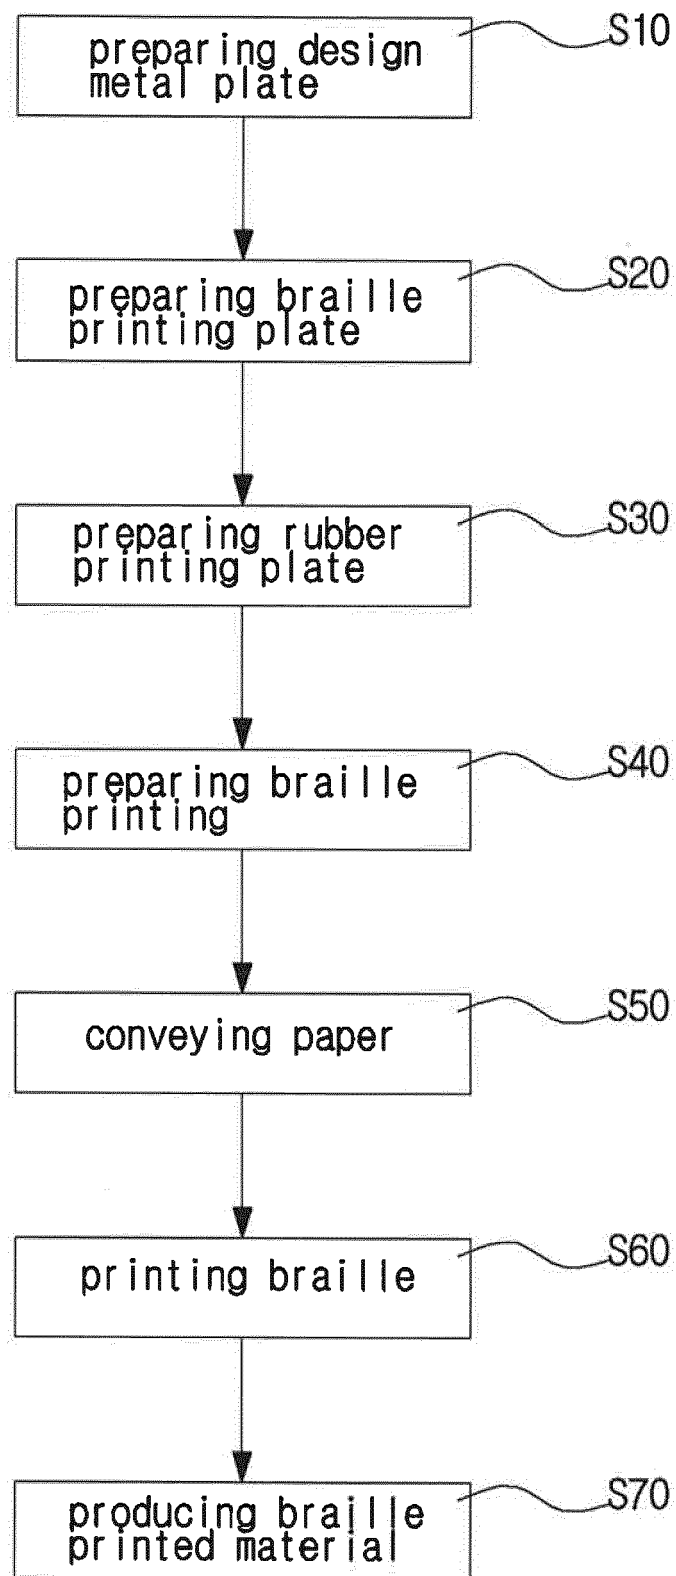 preparing design
metal plate
S10
preparing braille
printing plate
S20
preparing rubber
printing plate
S30
preparing braille
printing
S40
conveying paper
S50
printing braille
S60
producing braille
printed material
S70